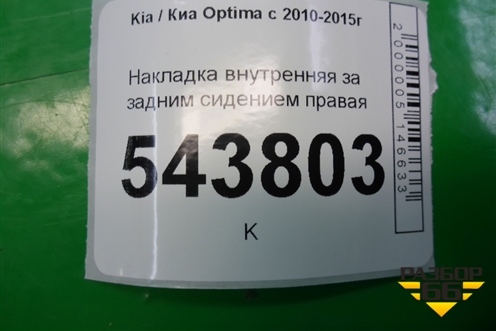 Kia / Киа Optima с 2010-2015г
Накладка внутренняя за
задним сидением правая
543803
К
2000005146633
РАЗБОР
66